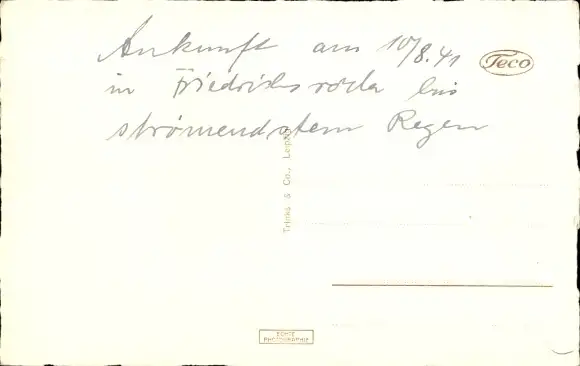 Ankunft am 10/8.41
Teco
in Friedrichsroda bei
strömendstem Regen
Trinks & Co., Leipzig
ECHTE
PHOTOGRAPHIE